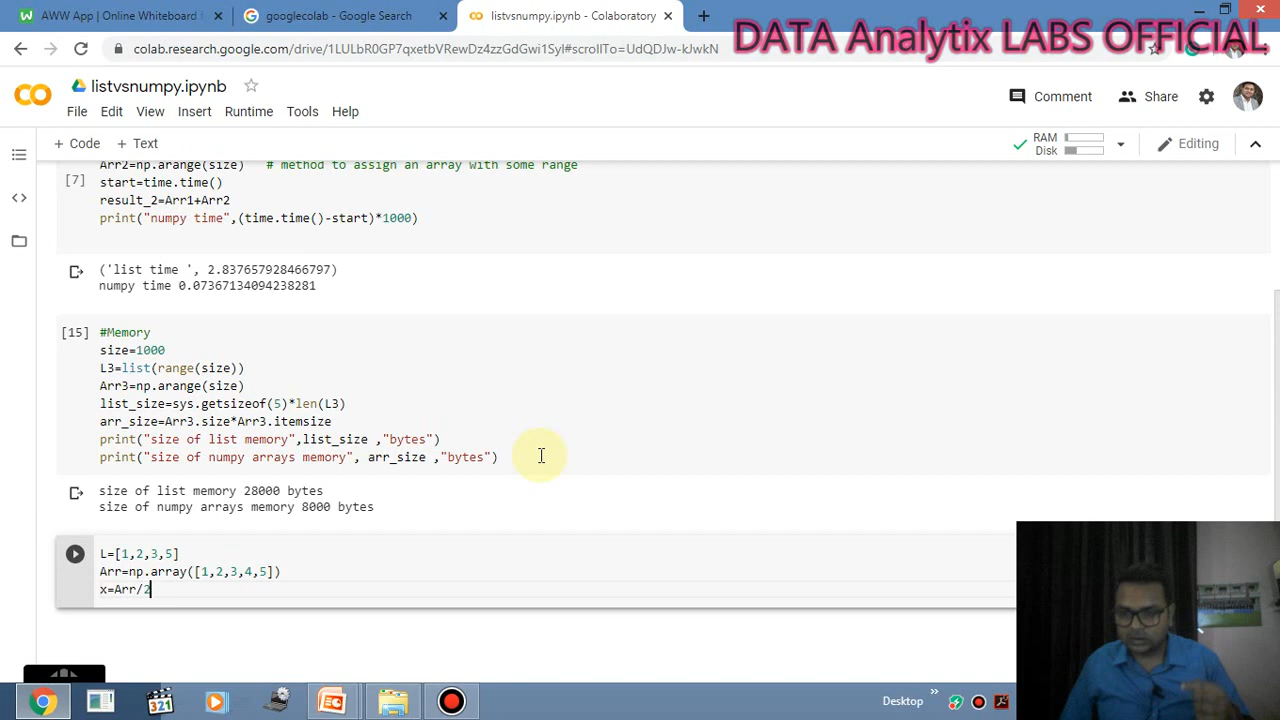 AWW App | Online Whiteboard
googlecolab - Google Search
listvsnumpy.ipynb - Colaboratory
DATA Analytix LABS OFFICIAL
colab.research.google.com/drive/1LULbR0GP7qxetbVRewDz4zzGdGwi1Syl#scrollTo=UdQDJw-kJwkN
listvsnumpy.ipynb
Comment
Share
File Edit View Insert Runtime Tools Help
+ Code + Text
RAM
Disk
Editing
Arr2=np.arange(size) # method to assign an array with some range
[7] start=time.time()
result_2=Arr1+Arr2
print("numpy time",(time.time()-start)*1000)
('list time ', 2.837657928466797)
numpy time 0.07367134094238281
[15] #Memory
size=1000
L3=list(range(size))
Arr3=np.arange(size)
list_size=sys.getsizeof(5)*len(L3)
arr_size=Arr3.size*Arr3.itemsize
print("size of list memory",list_size ,"bytes")
print("size of numpy arrays memory", arr_size ,"bytes")
size of list memory 28000 bytes
size of numpy arrays memory 8000 bytes
L=[1,2,3,5]
Arr=np.array([1,2,3,4,5])
x=Arr/2
321
Desktop